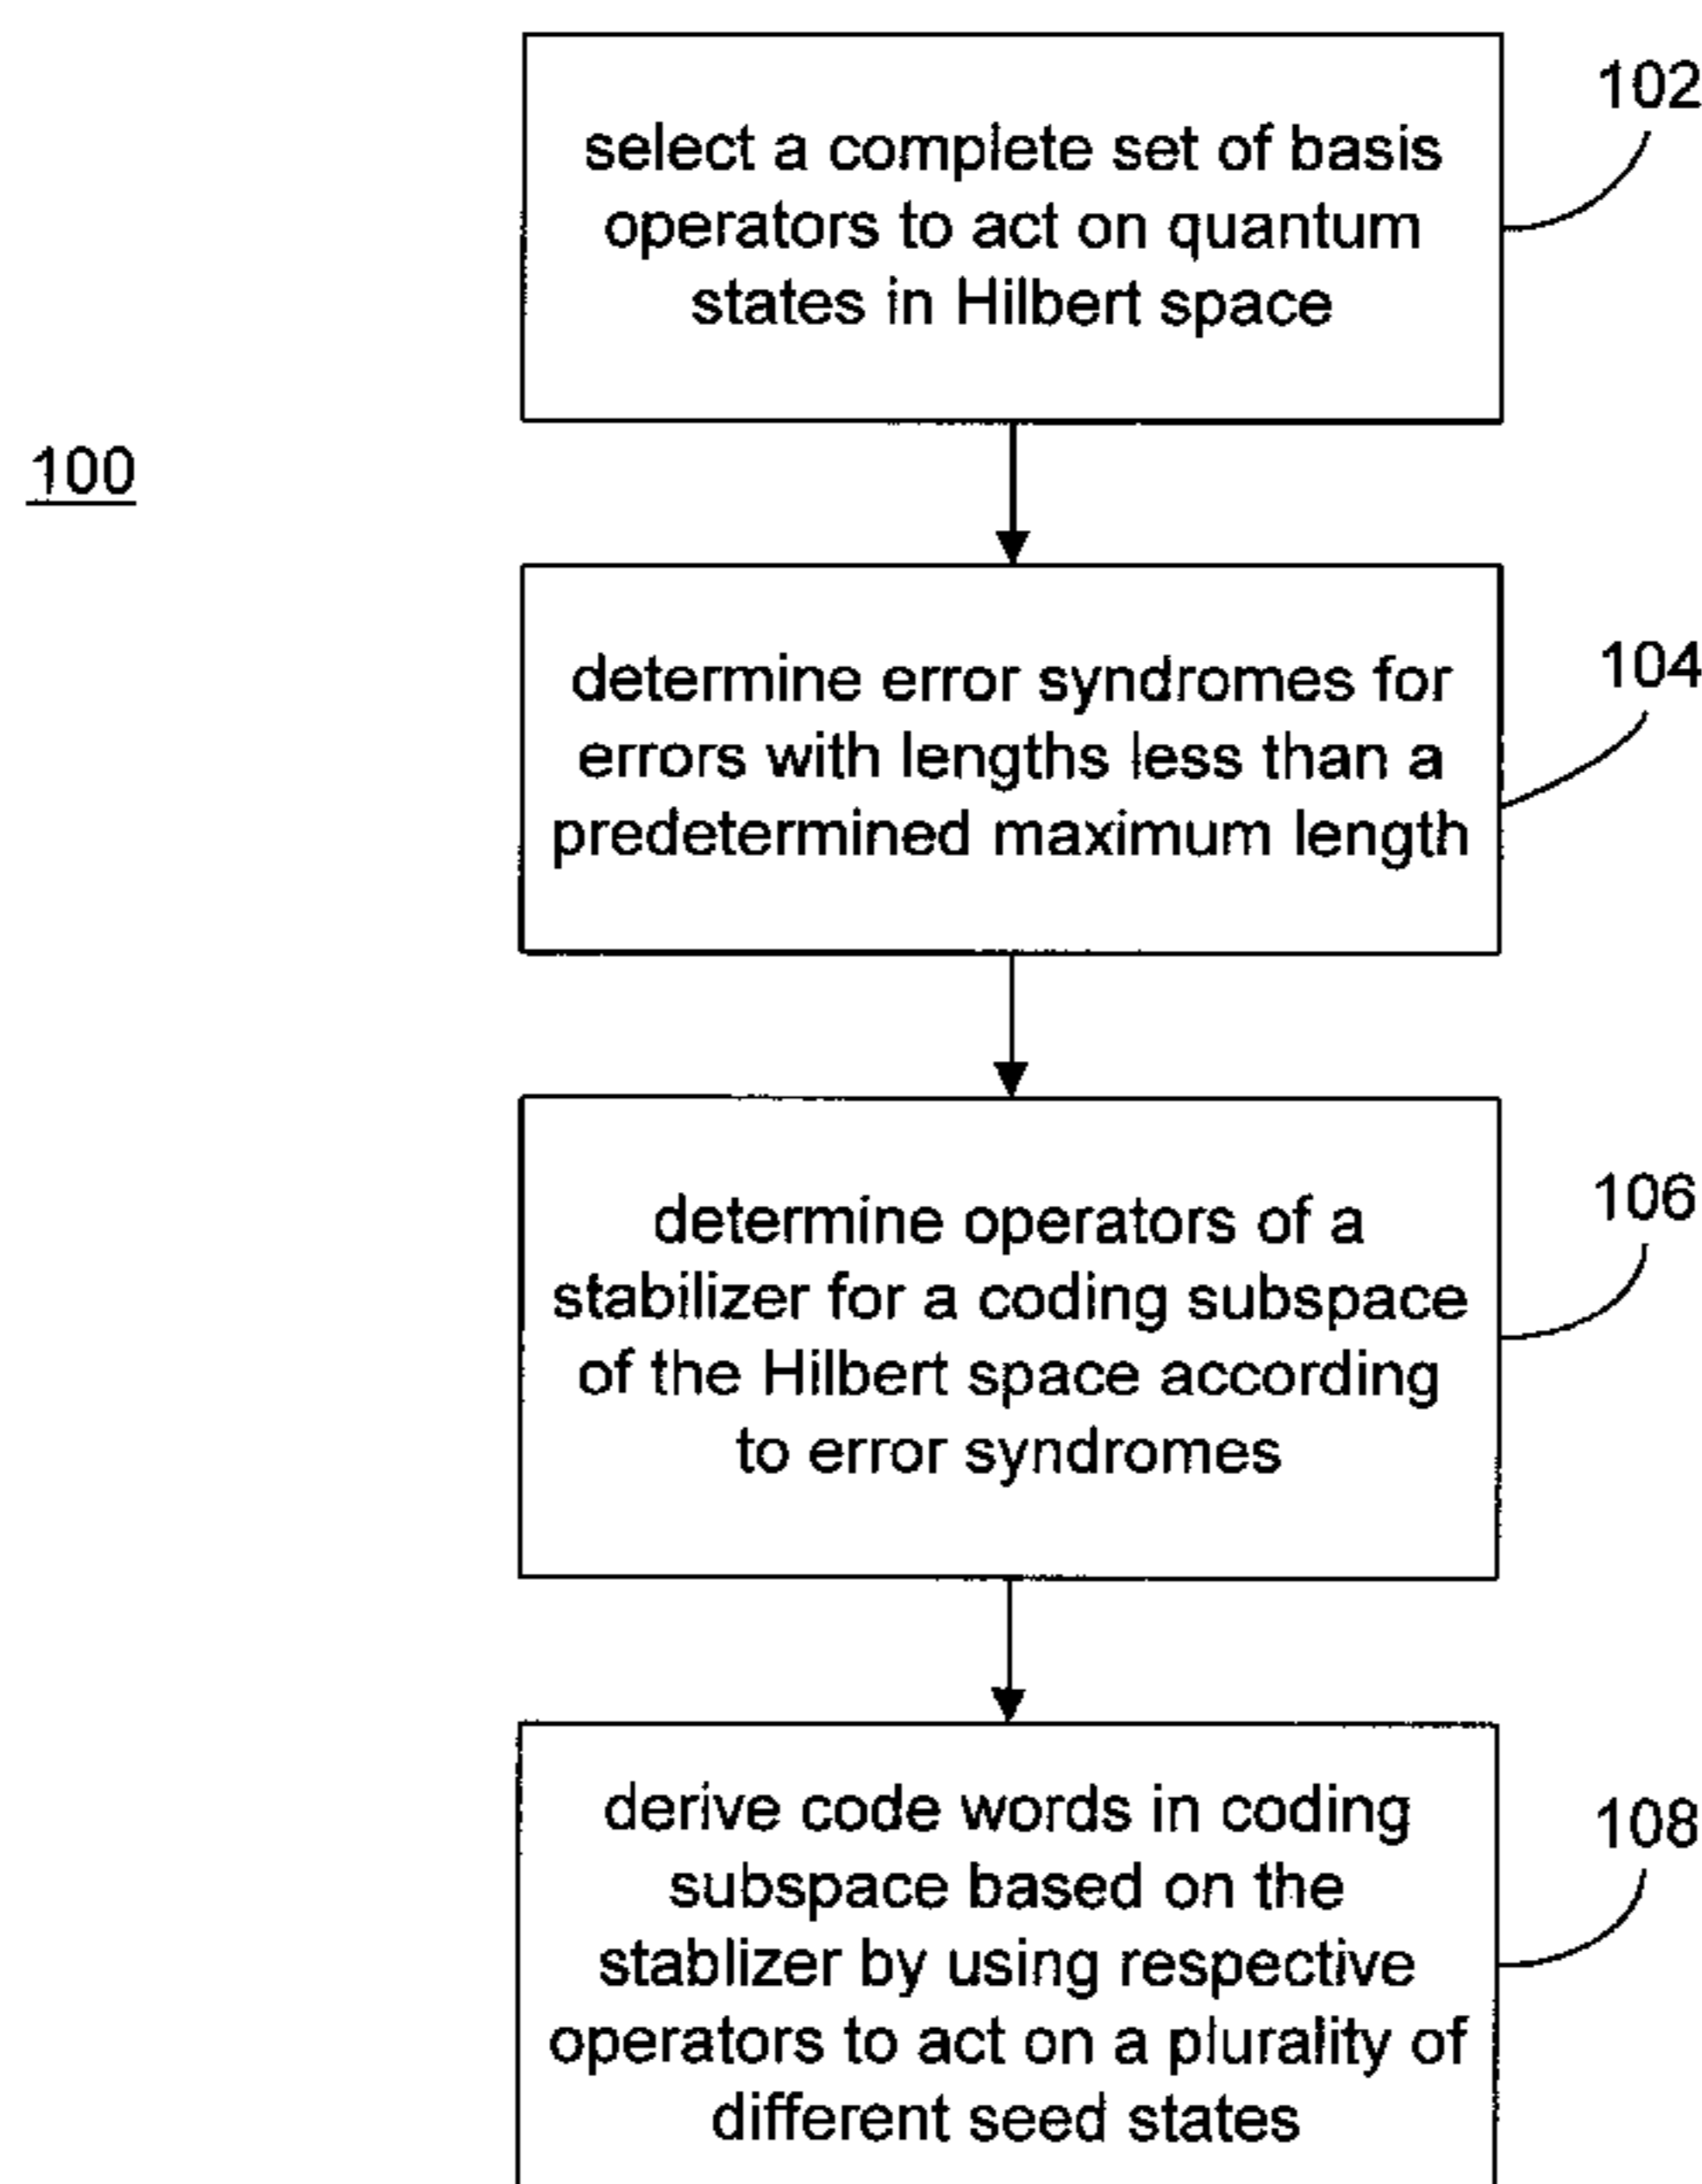 102
select a complete set of basis
operators to act on quantum
states in Hilbert space
100
104
determine error syndromes for
errors with lengths less than a
predetermined maximum length
106
determine operators of a
stabilizer for a coding subspace
of the Hilbert space according
to error syndromes
108
derive code words in coding
subspace based on the
stablizer by using respective
operators to act on a plurality of
different seed states